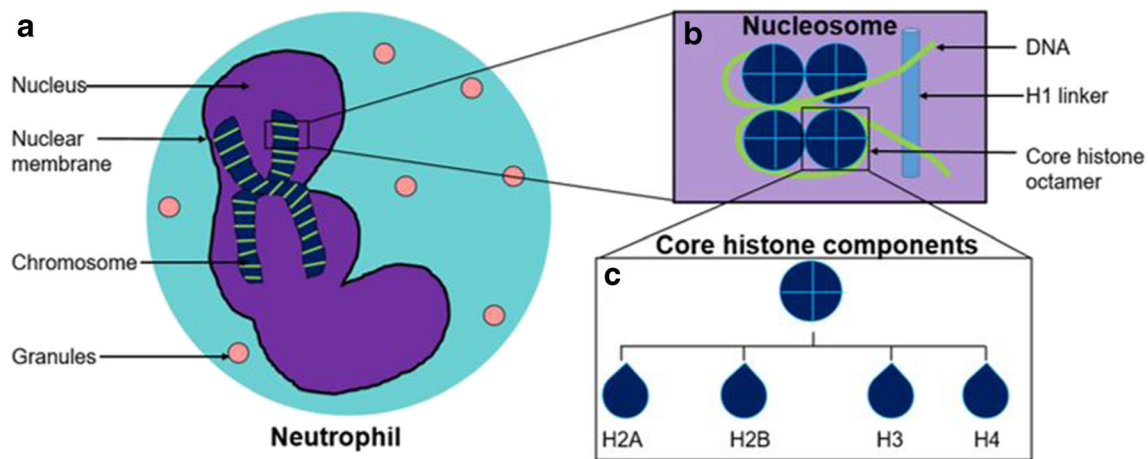 a
Nucleus
Nuclear
membrane
Chromosome
Granules
Neutrophil
b
Nucleosome
DNA
H1 linker
Core histone
octamer
Core histone components
c
H2A
H2B
H3
H4